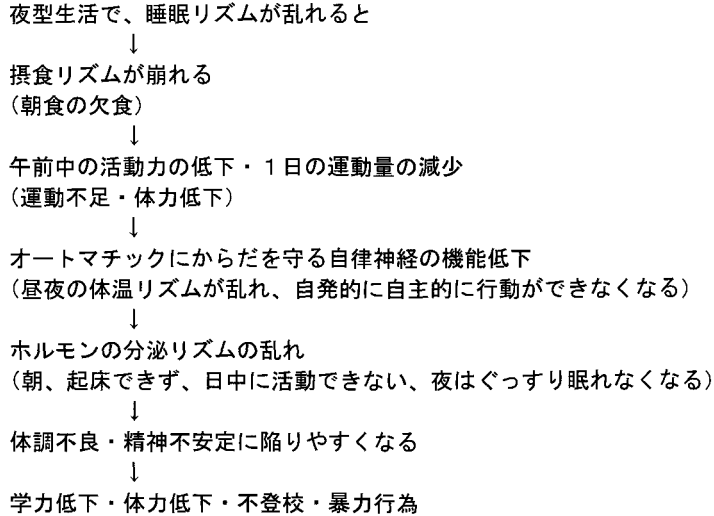 夜型生活で、睡眠リズムが乱れると
↓
摂食リズムが崩れる
(朝食の欠食)
↓
午前中の活動力の低下・1日の運動量の減少
(運動不足・体力低下)
↓
オートマチックにからだを守る自律神経の機能低下
(昼夜の体温リズムが乱れ、自発的に自主的に行動ができなくなる)
↓
ホルモンの分泌リズムの乱れ
(朝、起床できず、日中に活動できない、夜はぐっすり眠れなくなる)
↓
体調不良・精神不安定に陥りやすくなる
↓
学力低下・体力低下・不登校・暴力行為